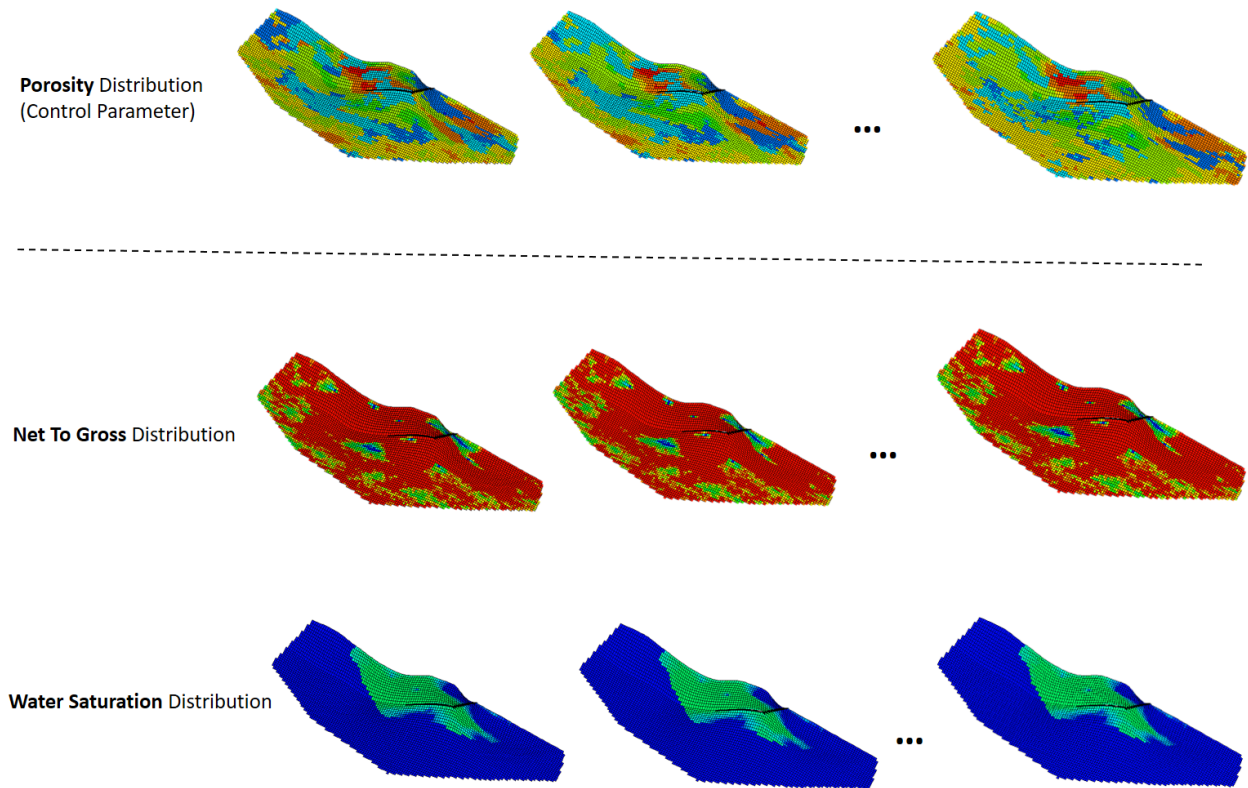 Porosity Distribution
(Control Parameter)
...
Net To Gross Distribution
...
Water Saturation Distribution
...